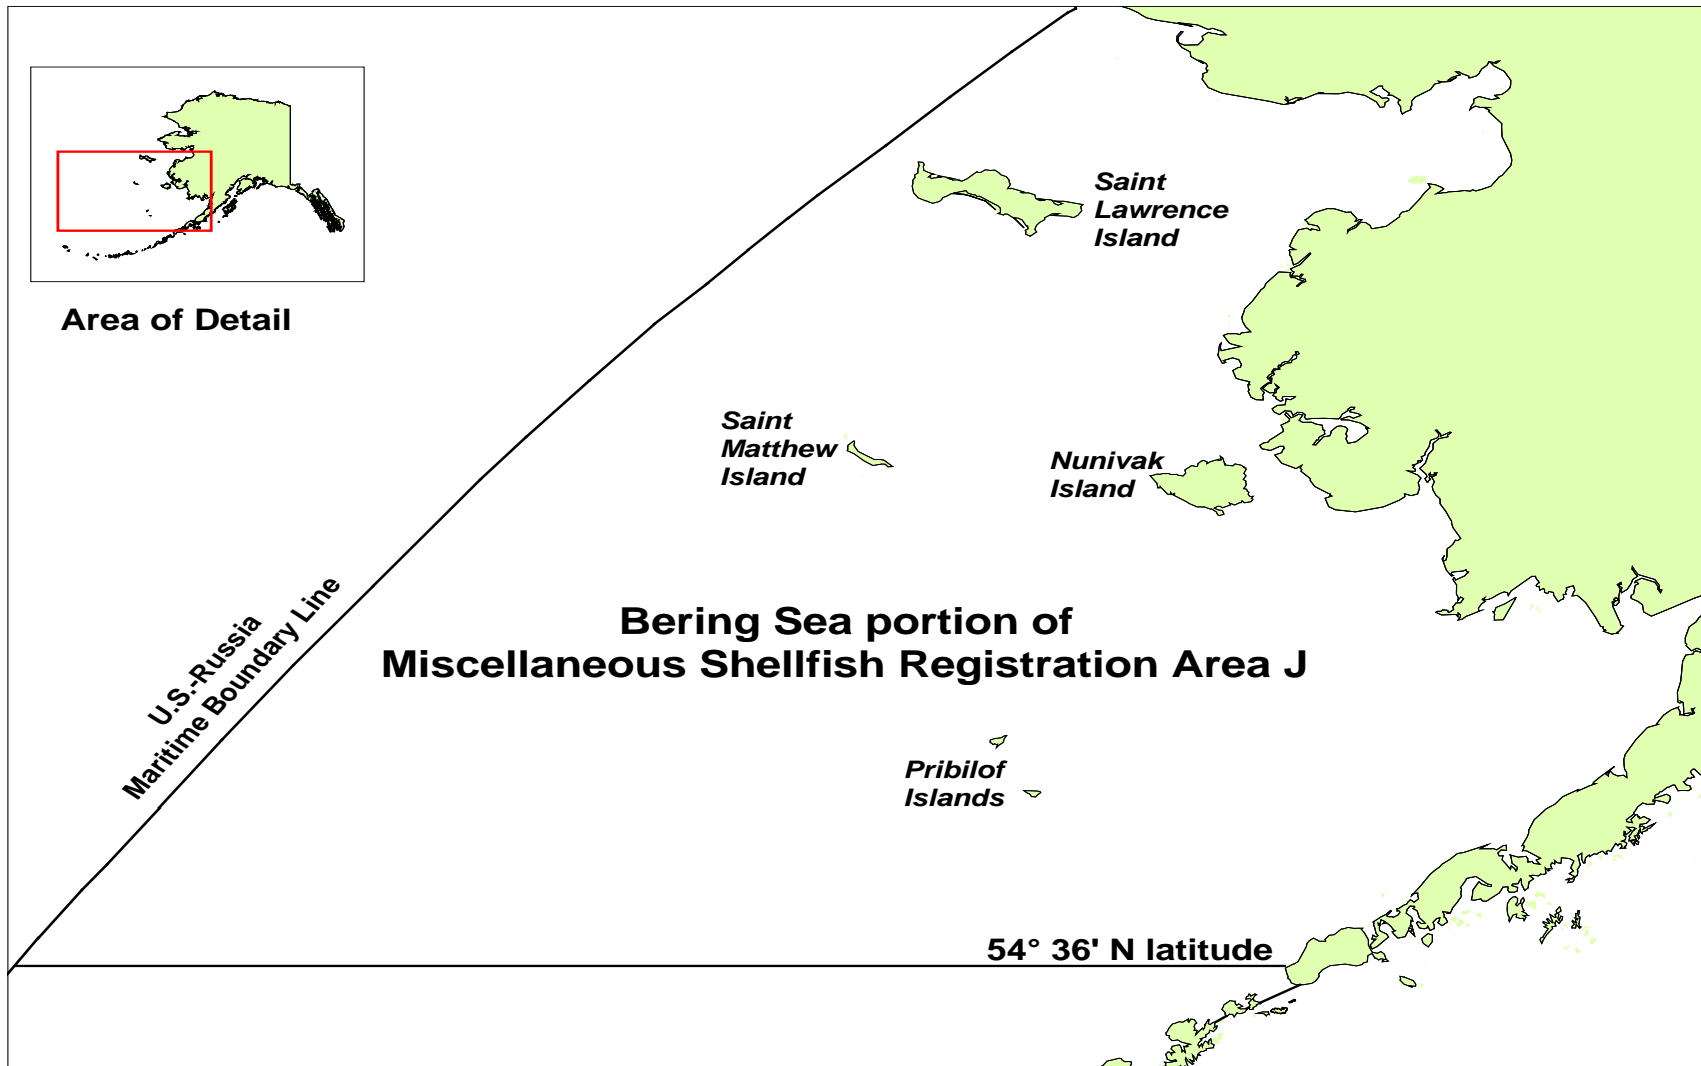 Saint
Lawrence
Island
Area of Detail
Saint
Matthew
Island
Nunivak
Island
U.S.-Russia
Maritime Boundary Line
Bering Sea portion of
Miscellaneous Shellfish Registration Area J
Pribilof
Islands
54° 36' N latitude